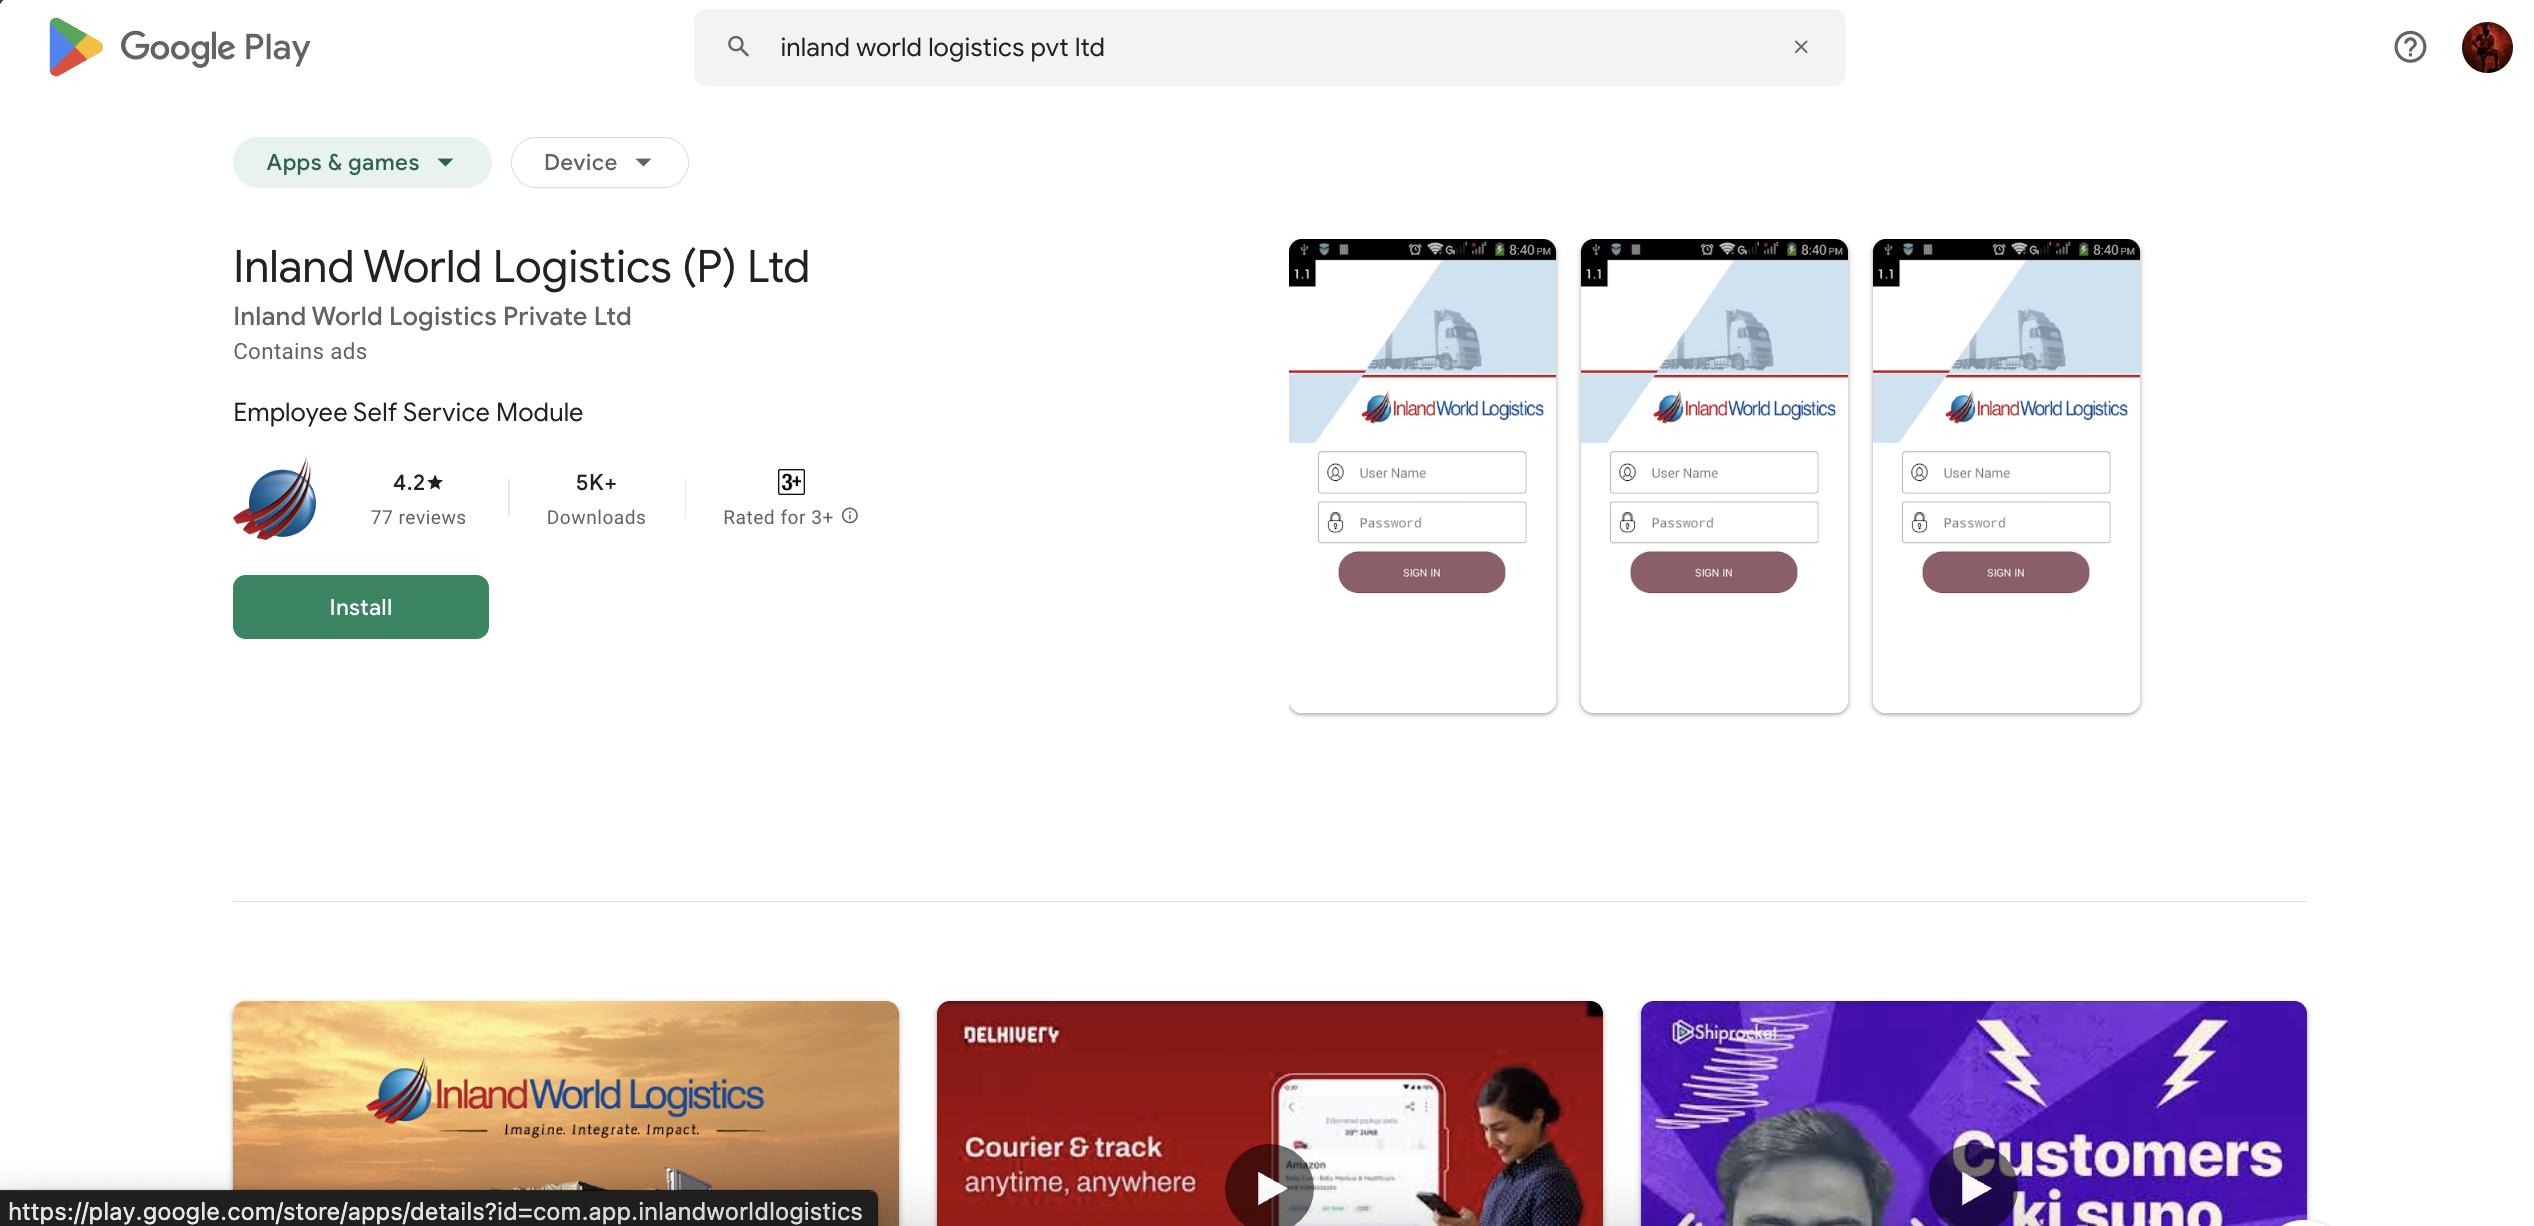 Google Play
inland world logistics pvt ltd
Apps & games
Device
Inland World Logistics (P) Ltd
Inland World Logistics Private Ltd
Contains ads
Employee Self Service Module
4.2★
77 reviews
5K+
Downloads
3+
Rated for 3+
Install
8:40 PM
1.1
InlandWorld Logistics
User Name
Password
SIGN IN
8:40 PM
1.1
InlandWorld Logistics
User Name
Password
SIGN IN
8:40 PM
1.1
InlandWorld Logistics
User Name
Password
SIGN IN
InlandWorld Logistics
Imagine. Integrate. Impact.
DELHIVERY
Courier & track
anytime, anywhere
Estimated
20TH JUNE
Amazon
Shiprocket
Customers
ki suno
https://play.google.com/store/apps/details?id=com.app.inlandworldlogistics